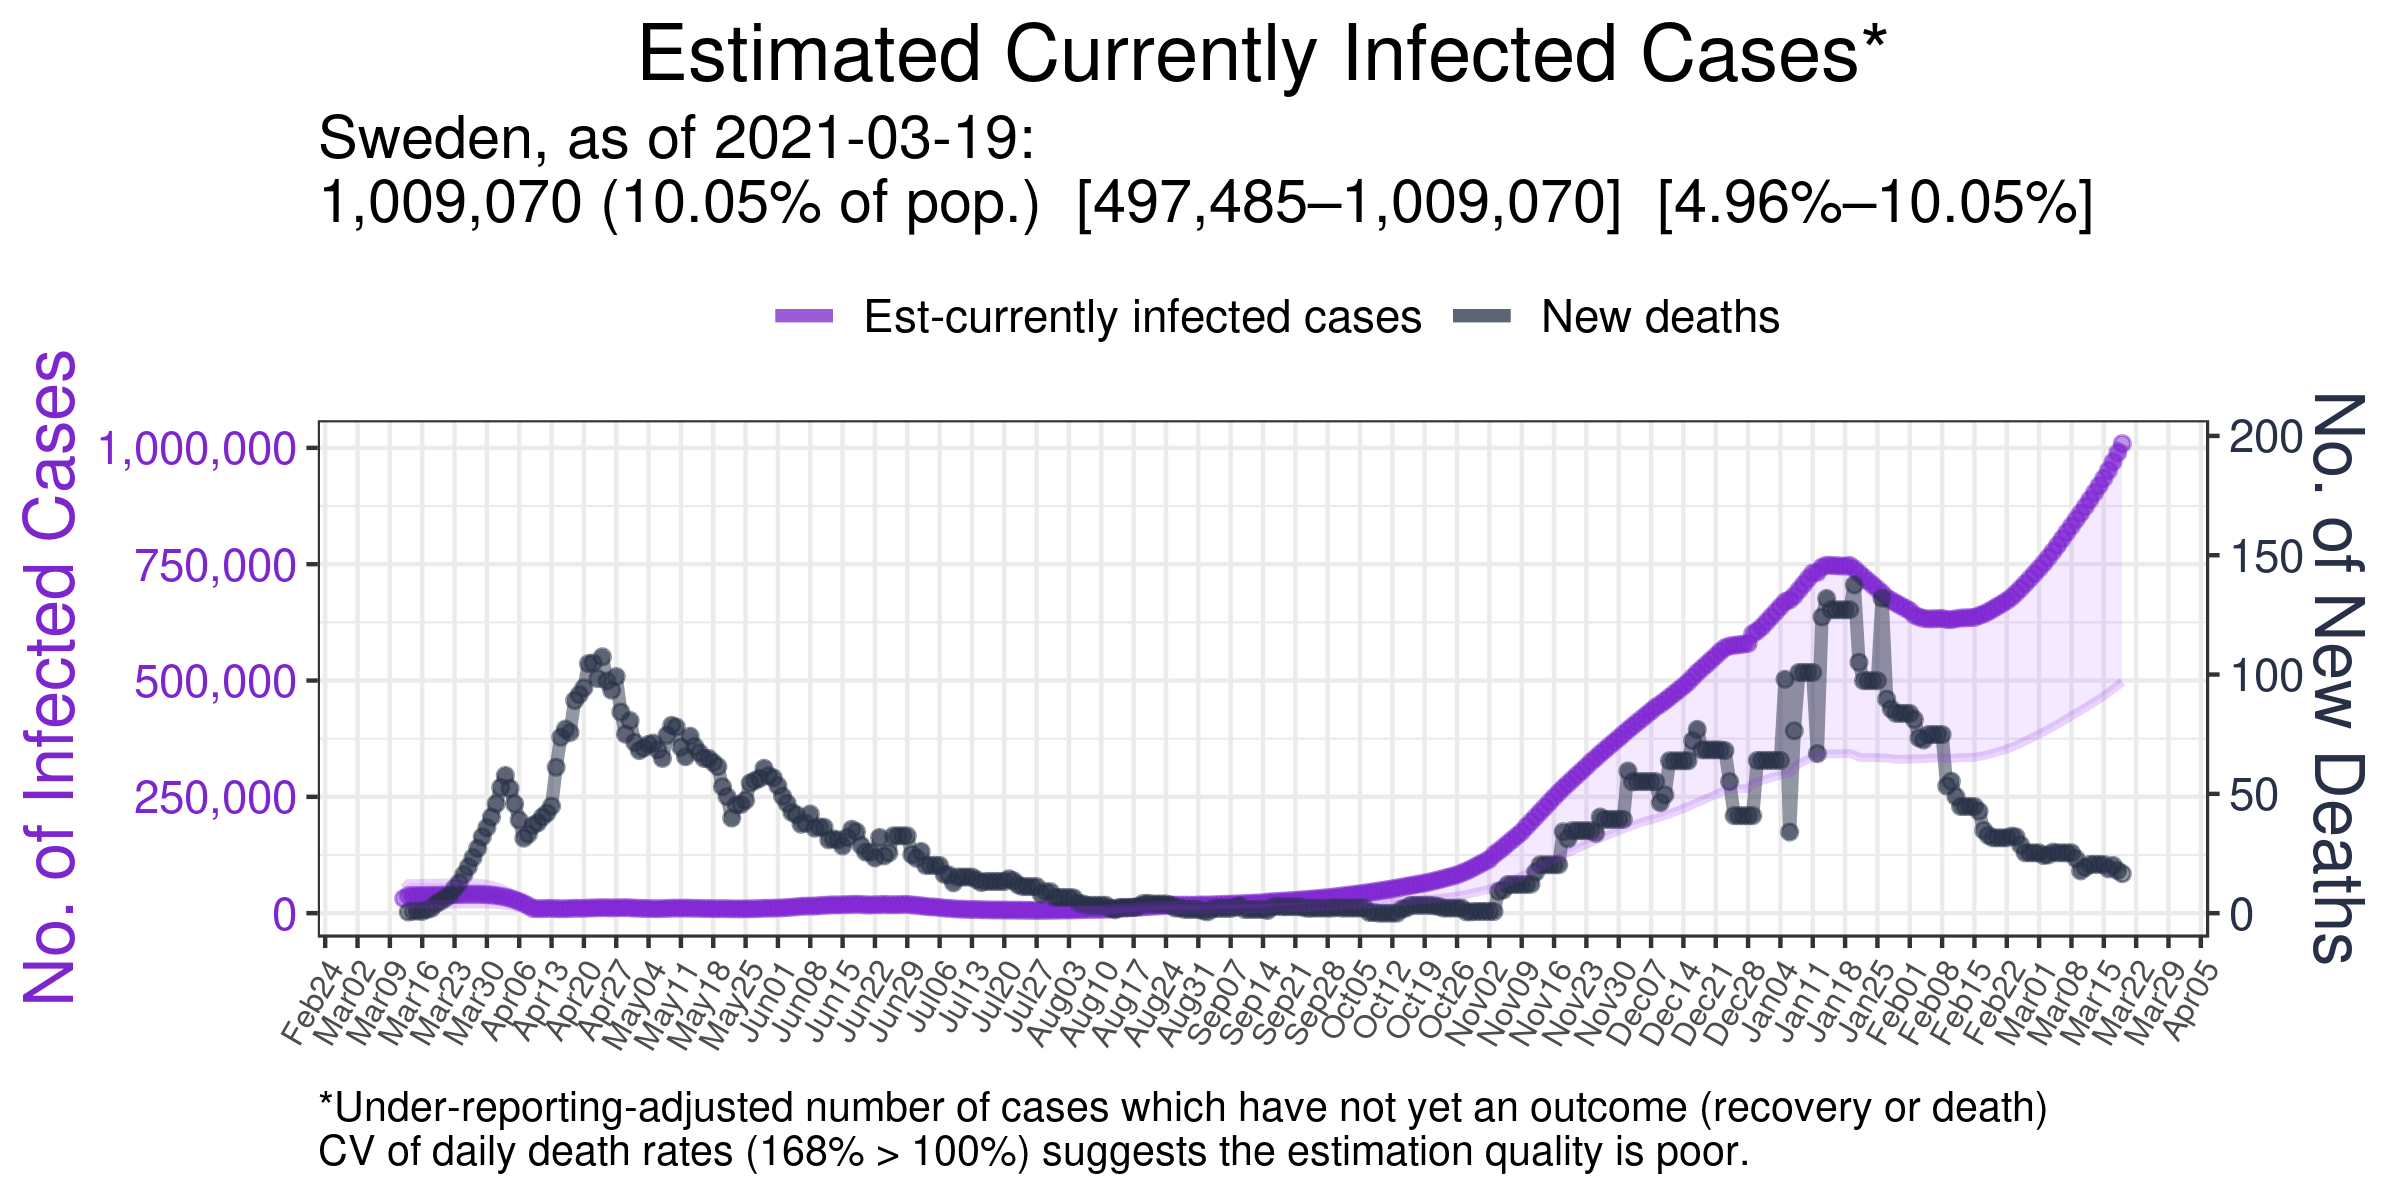 Estimated Currently Infected Cases*
Sweden, as of 2021-03-19:
1,009,070 (10.05% of pop.) [497,485–1,009,070] [4.96%–10.05%]
Est-currently infected cases
New deaths
No. of Infected Cases
1,000,000
750,000
500,000
250,000
0
200
150
100
50
0
No. of New Deaths
Feb24
Mar02
Mar09
Mar16
Mar23
Mar30
Apr06
Apr13
Apr20
Apr27
May04
May11
May18
May25
Jun01
Jun08
Jun15
Jun22
Jun29
Jul06
Jul13
Jul20
Jul27
Aug03
Aug10
Aug17
Aug24
Aug31
Sep07
Sep14
Sep21
Sep28
Oct05
Oct12
Oct19
Oct26
Nov02
Nov09
Nov16
Nov23
Nov30
Dec07
Dec14
Dec21
Dec28
Jan04
Jan11
Jan18
Jan25
Feb01
Feb08
Feb15
Feb22
Mar01
Mar08
Mar15
Mar22
Mar29
Apr05
*Under-reporting-adjusted number of cases which have not yet an outcome (recovery or death)
CV of daily death rates (168% > 100%) suggests the estimation quality is poor.